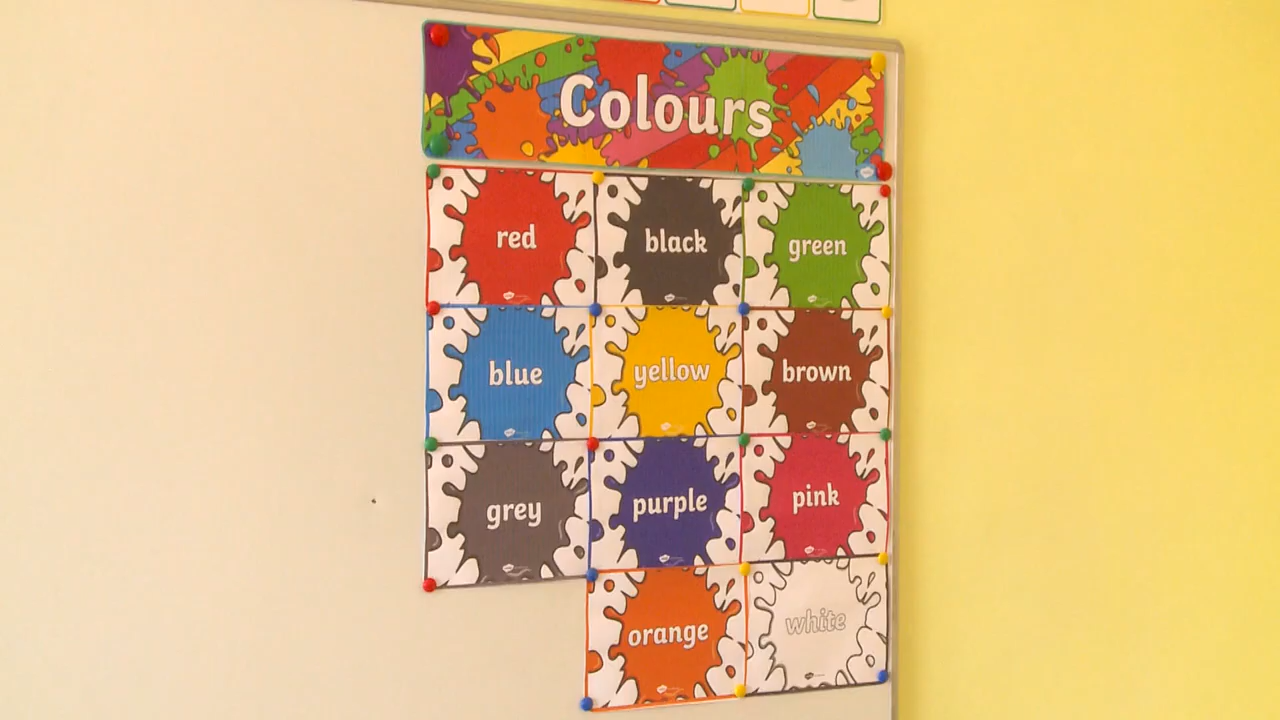 Colours
red
black
green
blue
yellow
brown
grey
purple
pink
orange
white